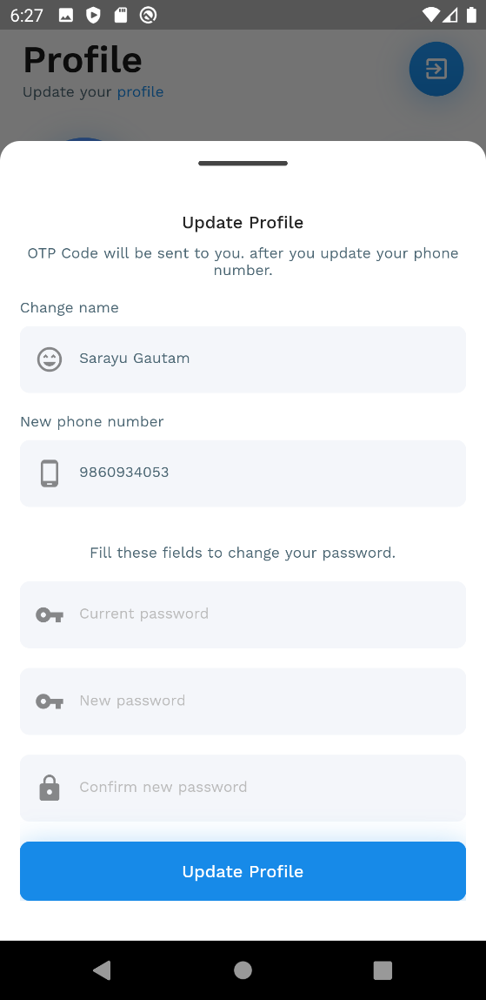 6:27
Profile
Update your profile
Update Profile
OTP Code will be sent to you. after you update your phone
number.
Change name
Sarayu Gautam
New phone number
9860934053
Fill these fields to change your password.
Current password
New password
Confirm new password
Update Profile